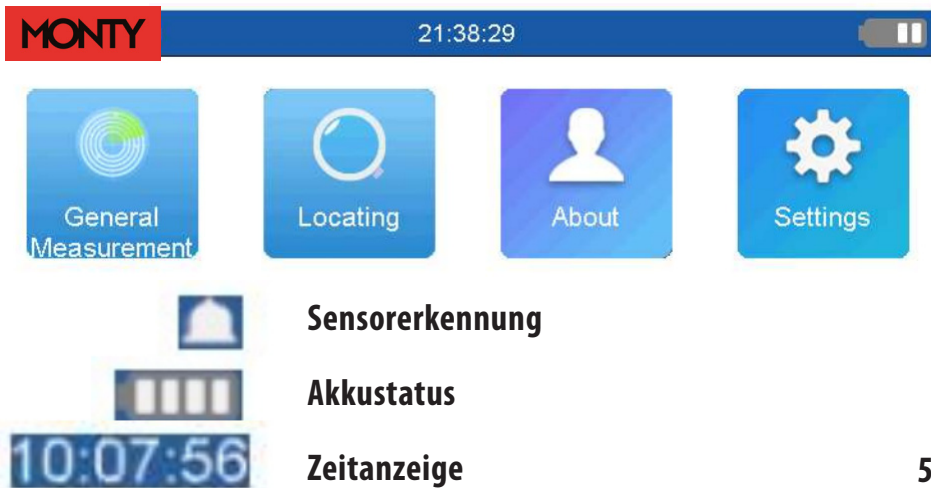 MONTY
21:38:29
General
Measurement
Locating
About
Settings
Sensorerkennung
Akkustatus
10:07:56
Zeitanzeige
5